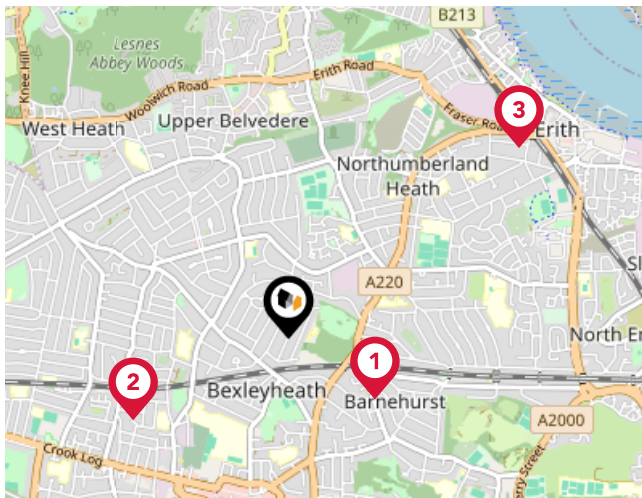 B213
Lesnes
Abbey Woods
Knee Hill
Erith Road
Woolwich Road
3
West Heath
Upper Belvedere
Fraser Road
Erith
Northumberland
Heath
A220
North
1
2
Bexleyheath
Barnehurst
A2000
Crook Log
Street